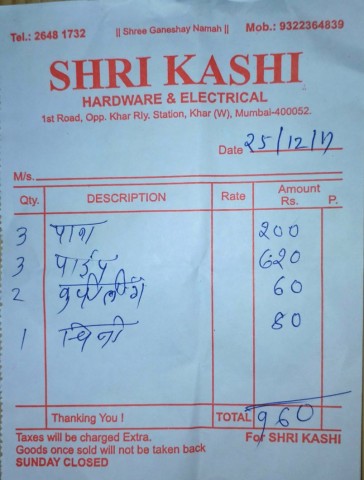 Tel.: 2648 1732 || Shree Ganeshay Namah || Mob.: 9322364839
SHRI KASHI
HARDWARE & ELECTRICAL
1st Road, Opp. Khar Rly. Station, Khar (W), Mumbai-400052.
Date 25/12/17
M/s.
Qty. DESCRIPTION Rate Amount Rs. P.
3 200
3 पाईप 620
2 60
1 80
Thanking You ! TOTAL 960
Taxes will be charged Extra. For SHRI KASHI
Goods once sold will not be taken back
SUNDAY CLOSED